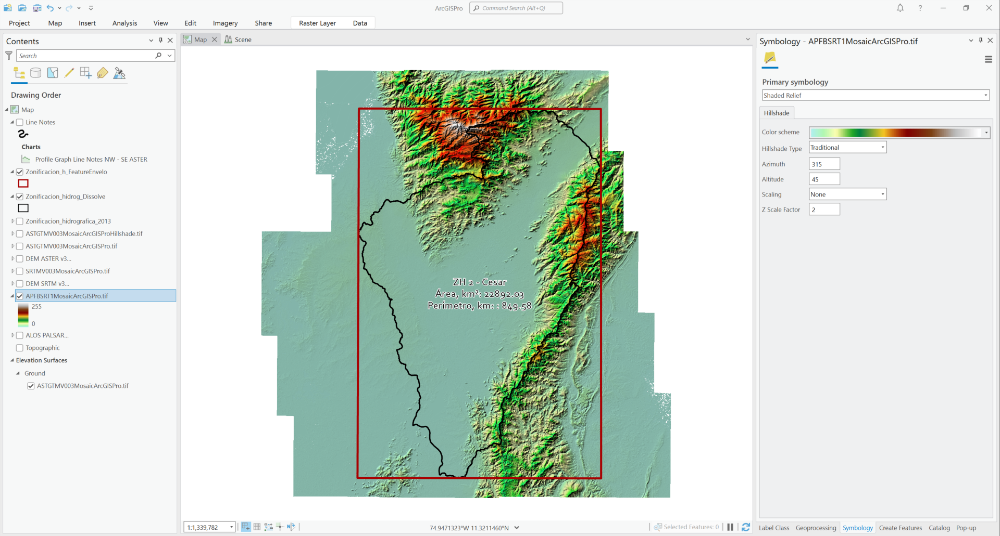 ArcGISPro
Command Search (Alt+Q)
Project Map Insert Analysis View Edit Imagery Share Raster Layer Data
Contents
Search
Drawing Order
Map
Line Notes
Charts
Profile Graph Line Notes NW - SE ASTER
Zonificacion_h_FeatureEnvelo
Zonificacion_hidrog_Dissolve
Zonificacion_hidrografica_2013
ASTGTMV003MosaicArcGISProHillshade.tif
ASTGTMV003MosaicArcGISPro.tif
DEM ASTER v3...
SRTMV003MosaicArcGISPro.tif
DEM SRTM v3...
APFBSRT1MosaicArcGISPro.tif
255
0
ALOS PALSAR...
Topographic
Elevation Surfaces
Ground
ASTGTMV003MosaicArcGISPro.tif
Map Scene
ZH 2 - Cesar
Área, km²: 22892.03
Perímetro, km: : 849.58
1:1,339,782
74.9471323°W 11.3211460°N
Selected Features: 0
Symbology - APFBSRT1MosaicArcGISPro.tif
Primary symbology
Shaded Relief
Hillshade
Color scheme
Hillshade Type Traditional
Azimuth 315
Altitude 45
Scaling None
Z Scale Factor 2
Label Class Geoprocessing Symbology Create Features Catalog Pop-up